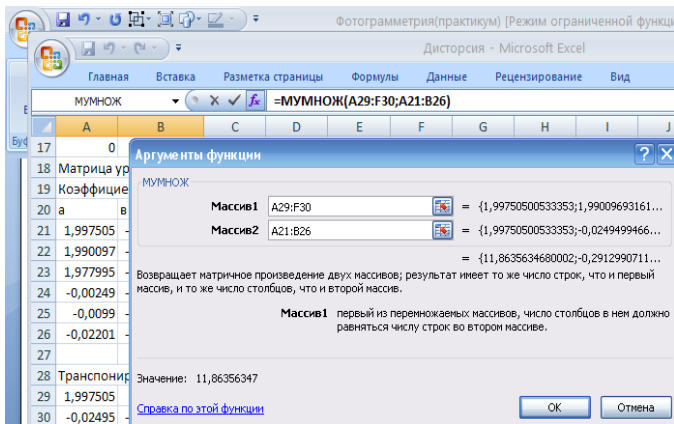 Фотограмметрия(практикум) [Режим ограниченной функци
Дисторсия - Microsoft Excel
Главная Вставка Разметка страницы Формулы Данные Рецензирование Вид
МУМНОЖ =МУМНОЖ(A29:F30;A21:B26)
A B C D E F G H I J
17 0
18 Матрица ур
19 Коэффицие
20 а в
21 1,997505
22 1,990097
23 1,977995
24 -0,00249
25 -0,0099
26 -0,02201
27
28 Транспонир
29 1,997505
30 -0,02495
Аргументы функции
МУМНОЖ
Массив1 A29:F30 = {1,99750500533353;1,99009693161...
Массив2 A21:B26 = {1,99750500533353;-0,0249499466...
= {11,8635634680002;-0,2912990711...
Возвращает матричное произведение двух массивов; результат имеет то же число строк, что и первый
массив, и то же число столбцов, что и второй массив.
Массив1 первый из перемножаемых массивов, число столбцов в нем должно
равняться числу строк во втором массиве.
Значение: 11,86356347
Справка по этой функции
ОК Отмена